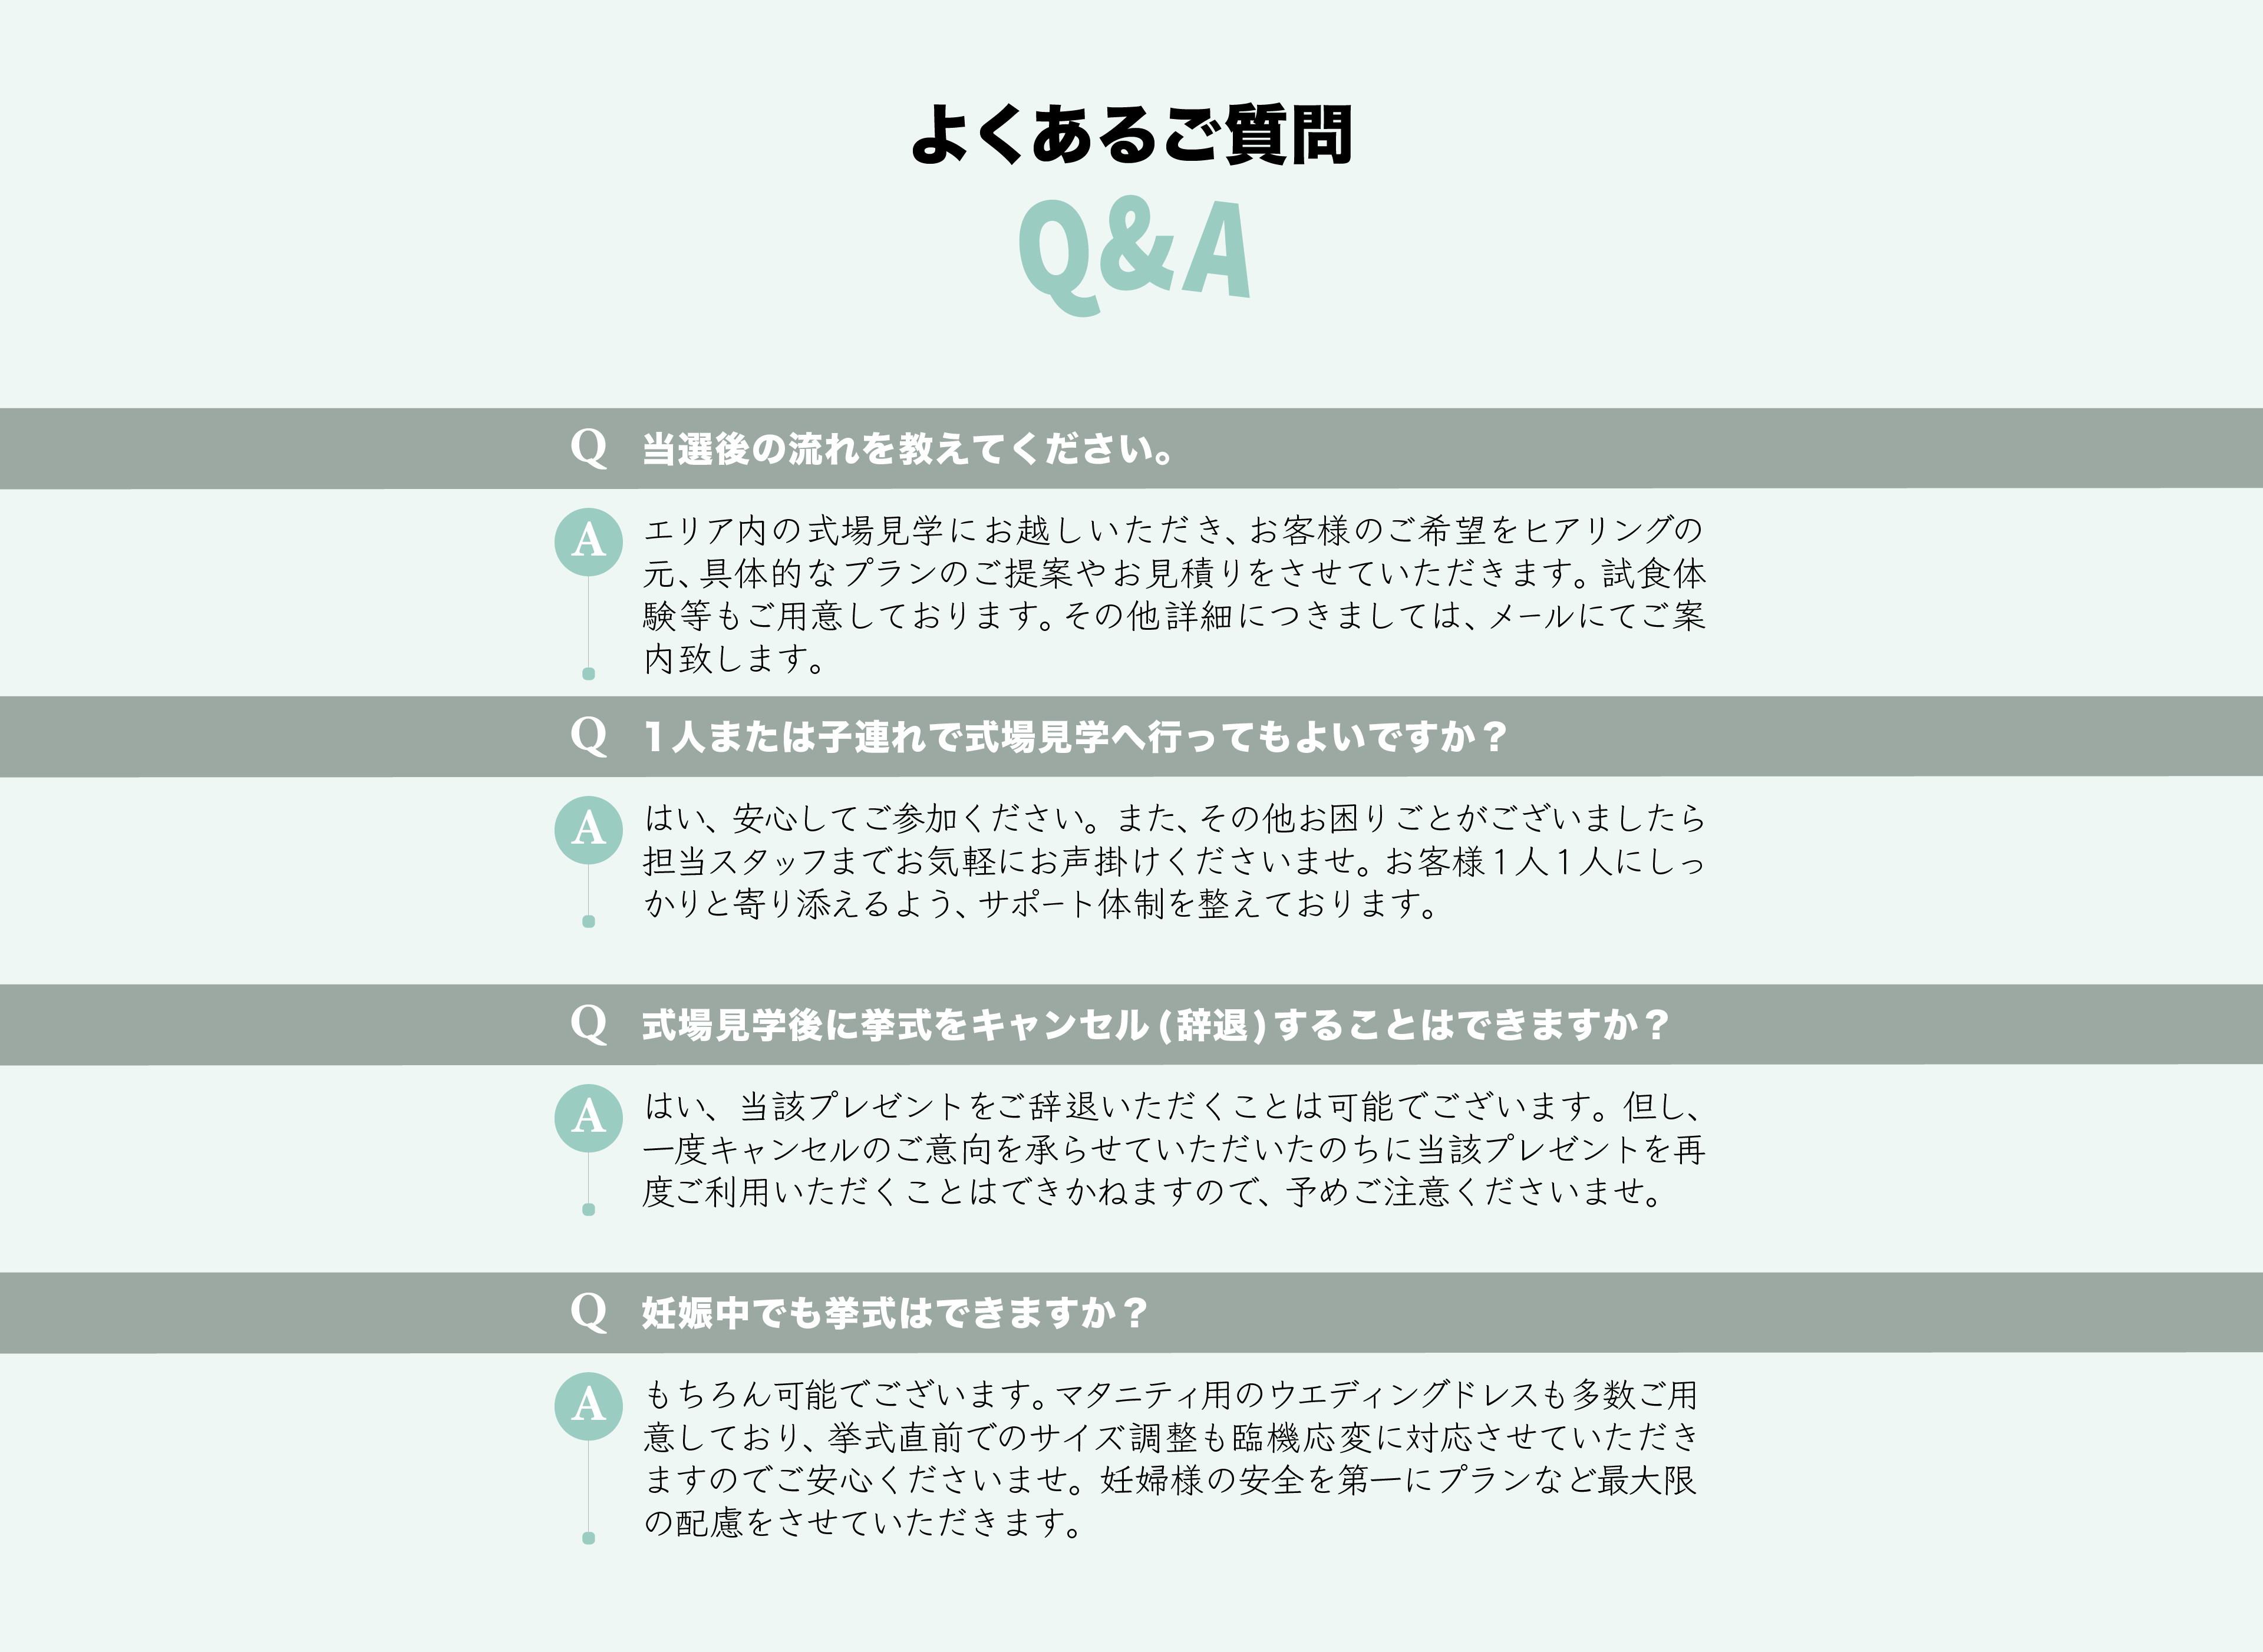 よくあるご質問
Q&A
Q 当選後の流れを教えてください。
A エリア内の式場見学にお越しいただき、お客様のご希望をヒアリングの
元、具体的なプランのご提案やお見積りをさせていただきます。試食体
験等もご用意しております。その他詳細につきましては、メールにてご案
内致します。
Q 1人または子連れで式場見学へ行ってもよいですか？
A はい、安心してご参加ください。また、その他お困りごとがございましたら
担当スタッフまでお気軽にお声掛けくださいませ。お客様1人1人にしっ
かりと寄り添えるよう、サポート体制を整えております。
Q 式場見学後に挙式をキャンセル(辞退)することはできますか？
A はい、当該プレゼントをご辞退いただくことは可能でございます。但し、
一度キャンセルのご意向を承らせていただいたのちに当該プレゼントを再
度ご利用いただくことはできかねますので、予めご注意くださいませ。
Q 妊娠中でも挙式はできますか？
A もちろん可能でございます。マタニティ用のウエディングドレスも多数ご用
意しており、挙式直前でのサイズ調整も臨機応変に対応させていただき
ますのでご安心くださいませ。妊婦様の安全を第一にプランなど最大限
の配慮をさせていただきます。